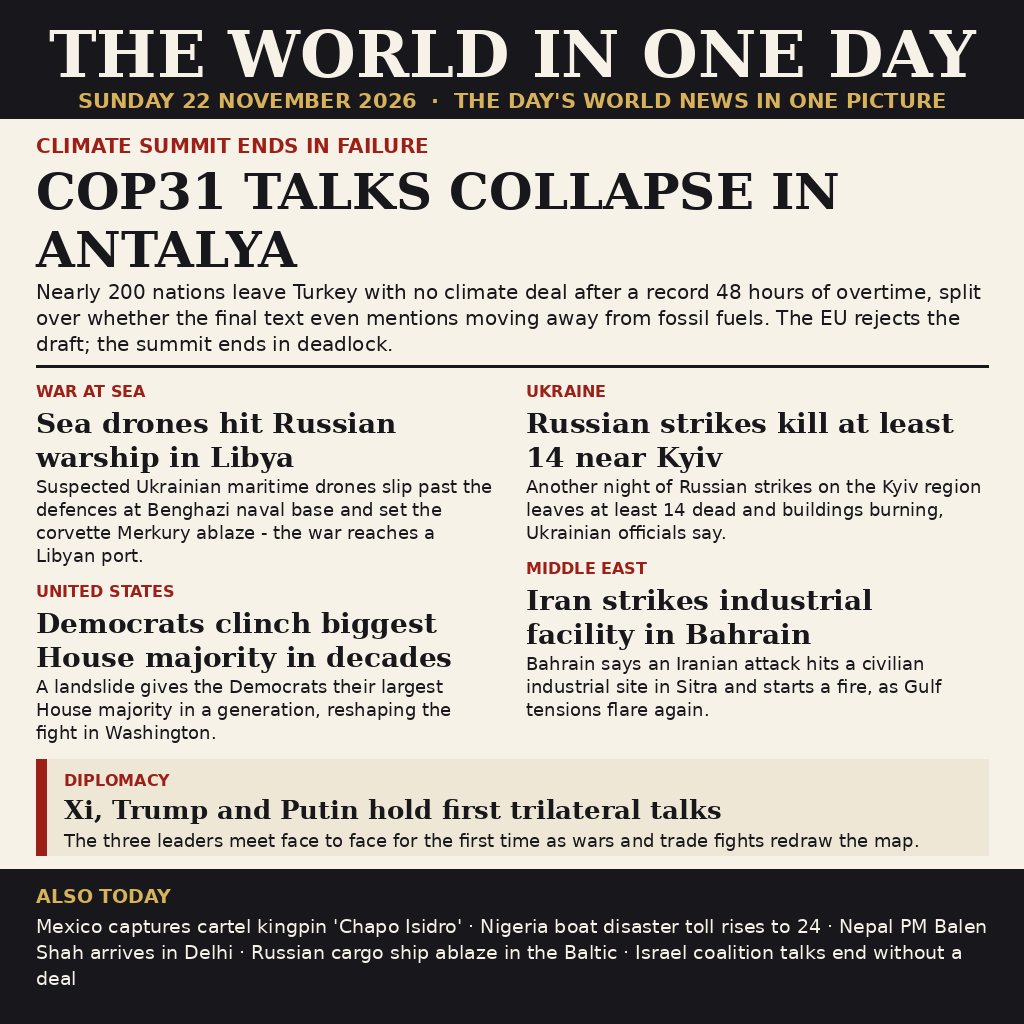 THE WORLD IN ONE DAY
SUNDAY 22 NOVEMBER 2026 · THE DAY'S WORLD NEWS IN ONE PICTURE
CLIMATE SUMMIT ENDS IN FAILURE
COP31 TALKS COLLAPSE IN
ANTALYA
Nearly 200 nations leave Turkey with no climate deal after a record 48 hours of overtime, split
over whether the final text even mentions moving away from fossil fuels. The EU rejects the
draft; the summit ends in deadlock.
WAR AT SEA
Sea drones hit Russian
warship in Libya
Suspected Ukrainian maritime drones slip past the
defences at Benghazi naval base and set the
corvette Merkury ablaze - the war reaches a
Libyan port.
UNITED STATES
Democrats clinch biggest
House majority in decades
A landslide gives the Democrats their largest
House majority in a generation, reshaping the
fight in Washington.
UKRAINE
Russian strikes kill at least
14 near Kyiv
Another night of Russian strikes on the Kyiv region
leaves at least 14 dead and buildings burning,
Ukrainian officials say.
MIDDLE EAST
Iran strikes industrial
facility in Bahrain
Bahrain says an Iranian attack hits a civilian
industrial site in Sitra and starts a fire, as Gulf
tensions flare again.
DIPLOMACY
Xi, Trump and Putin hold first trilateral talks
The three leaders meet face to face for the first time as wars and trade fights redraw the map.
ALSO TODAY
Mexico captures cartel kingpin 'Chapo Isidro' · Nigeria boat disaster toll rises to 24 · Nepal PM Balen
Shah arrives in Delhi · Russian cargo ship ablaze in the Baltic · Israel coalition talks end without a
deal